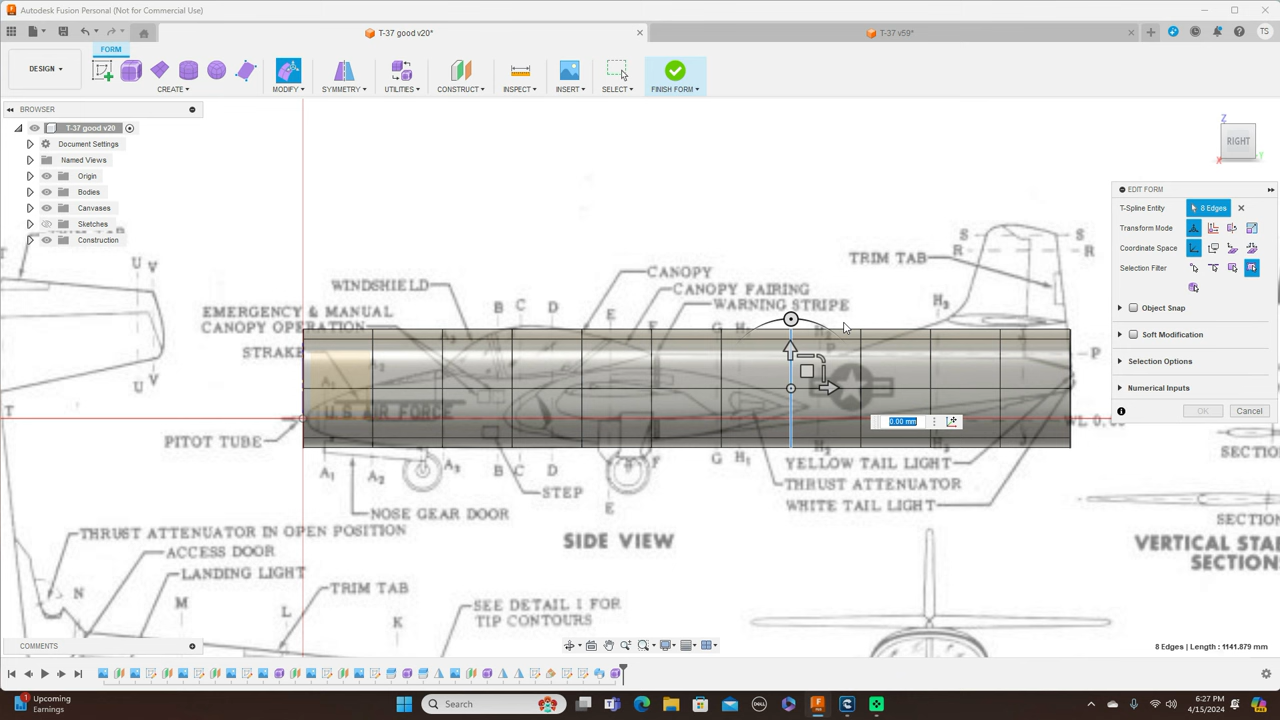 Autodesk Fusion Personal (Not for Commercial Use)
T-37 good v20*
T-37 v59*
TS
FORM
DESIGN
CREATE
MODIFY
SYMMETRY
UTILITIES
CONSTRUCT
INSPECT
INSERT
SELECT
FINISH FORM
BROWSER
T-37 good v20
Document Settings
Named Views
Origin
Bodies
Canvases
Sketches
Construction
Z
RIGHT
X
Y
EDIT FORM
T-Spline Entity
8 Edges
Transform Mode
Coordinate Space
Selection Filter
Object Snap
Soft Modification
Selection Options
Numerical Inputs
OK
Cancel
U V
U
V
T
WINDSHIELD
EMERGENCY & MANUAL
CANOPY OPERATION
STRAKE
B C D
E
CANOPY
CANOPY FAIRING
WARNING STRIPE
TRIM TAB
S S
R R
P
G
U.S AIR FORCE
0.00 mm
PITOT TUBE
A1 A2 A3
B C D
E
F
G H1
STEP
NOSE GEAR DOOR
YELLOW TAIL LIGHT
THRUST ATTENUATOR
WHITE TAIL LIGHT
SIDE VIEW
THRUST ATTENUATOR IN OPEN POSITION
ACCESS DOOR
LANDING LIGHT
TRIM TAB
N
M
L
K
SEE DETAIL 1 FOR
TIP CONTOURS
SECTION
VERTICAL STA
SECTIONS
COMMENTS
8 Edges | Length : 1141.879 mm
Upcoming
Earnings
Search
6:27 PM
4/15/2024